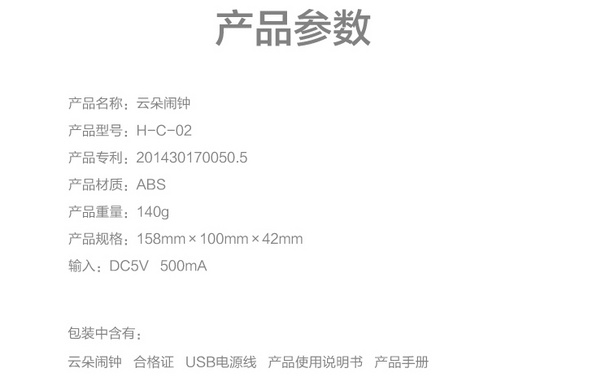 产品参数
产品名称：云朵闹钟
产品型号：H-C-02
产品专利：201430170050.5
产品材质：ABS
产品重量：140g
产品规格：158mm×100mm×42mm
输入：DC5V 500mA
包装中含有：
云朵闹钟 合格证 USB电源线 产品使用说明书 产品手册